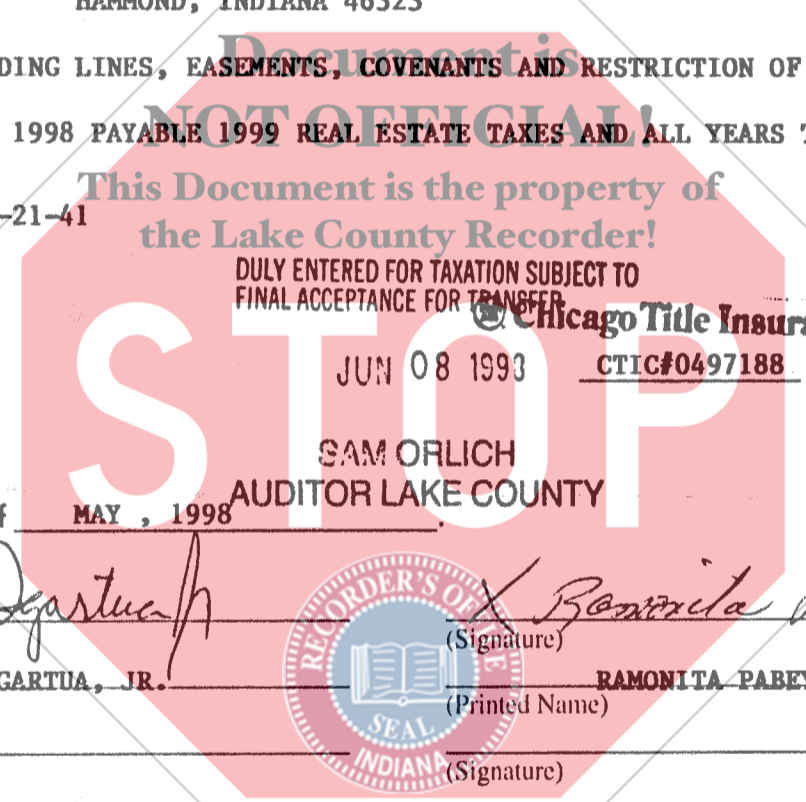 HAMMOND, INDIANA 46323
Document is
DING LINES, EASEMENTS, COVENANTS AND RESTRICTION OF
NOT OFFICIAL!
1998 PAYABLE 1999 REAL ESTATE TAXES AND ALL YEARS
This Document is the property of
-21-41
the Lake County Recorder!
DULY ENTERED FOR TAXATION SUBJECT TO
FINAL ACCEPTANCE FOR TRANSFER
Chicago Title Insur
STOP
JUN 08 1998
CTIC#0497188
SAM ORLICH
AUDITOR LAKE COUNTY
MAY , 1998 .
X Ramonita
(Signature)
GARTUA, JR. RAMONITA PABEY
(Printed Name)
RECORDER'S OFFICE
SEAL
INDIANA
(Signature)